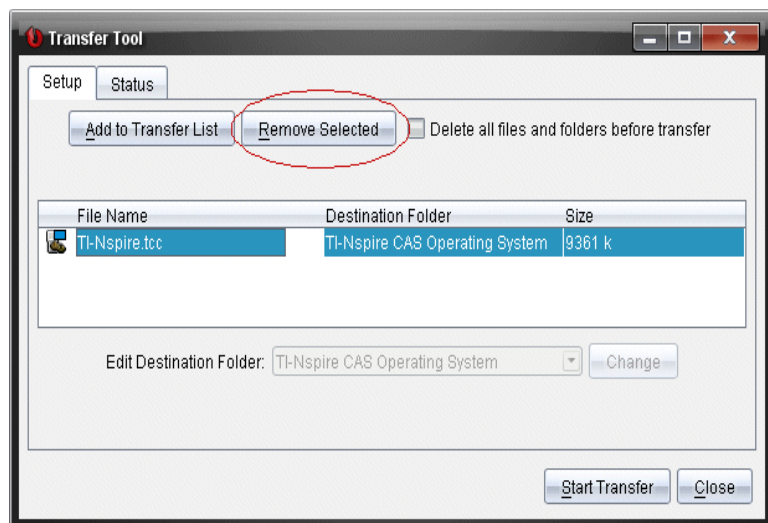 Transfer Tool
Setup Status
Add to Transfer List Remove Selected Delete all files and folders before transfer
File Name Destination Folder Size
TI-Nspire.tcc TI-Nspire CAS Operating System 9361 k
Edit Destination Folder: TI-Nspire CAS Operating System Change
Start Transfer Close